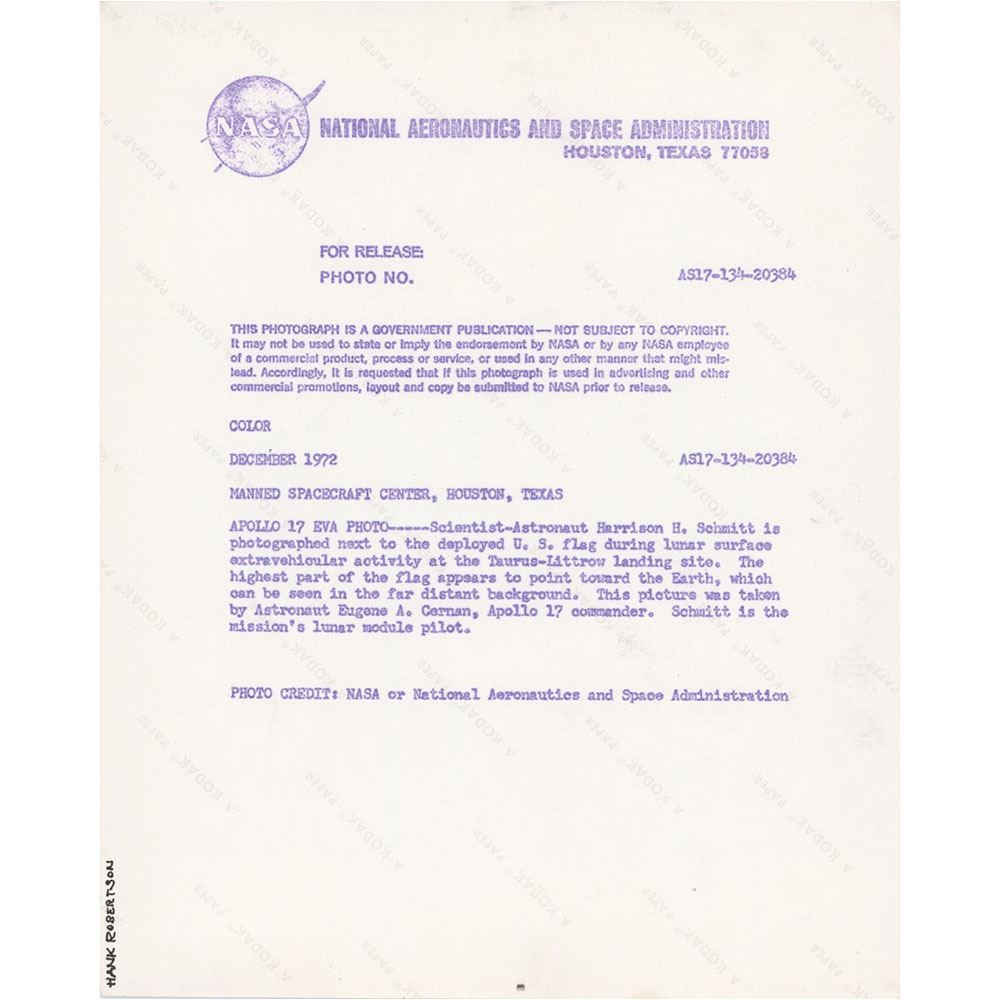 NASA
NATIONAL AERONAUTICS AND SPACE ADMINISTRATION
HOUSTON, TEXAS 77058
FOR RELEASE:
PHOTO NO.
AS17-134-20384
THIS PHOTOGRAPH IS A GOVERNMENT PUBLICATION — NOT SUBJECT TO COPYRIGHT.
It may not be used to state or imply the endorsement by NASA or by any NASA employee
of a commercial product, process or service, or used in any other manner that might mis-
lead. Accordingly, it is requested that if this photograph is used in advertising and other
commercial promotions, layout and copy be submitted to NASA prior to release.
COLOR
DECEMBER 1972
AS17-134-20384
MANNED SPACECRAFT CENTER, HOUSTON, TEXAS
APOLLO 17 EVA PHOTO-----Scientist-Astronaut Harrison H. Schmitt is
photographed next to the deployed U. S. flag during lunar surface
extravehicular activity at the Taurus-Littrow landing site. The
highest part of the flag appears to point toward the Earth, which
can be seen in the far distant background. This picture was taken
by Astronaut Eugene A. Cernan, Apollo 17 commander. Schmitt is the
mission's lunar module pilot.
PHOTO CREDIT: NASA or National Aeronautics and Space Administration
HANK ROBERTSON
A KODAK® PAPER